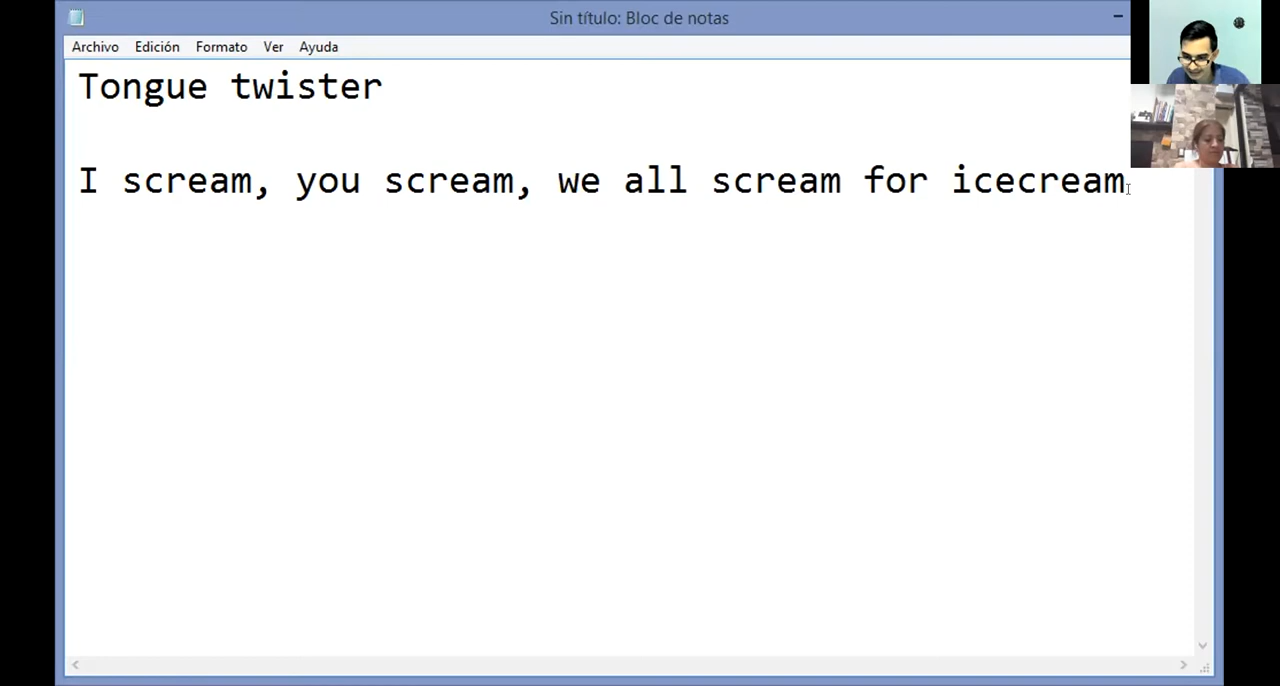 Sin título: Bloc de notas
Archivo Edición Formato Ver Ayuda
Tongue twister
I scream, you scream, we all scream for icecream